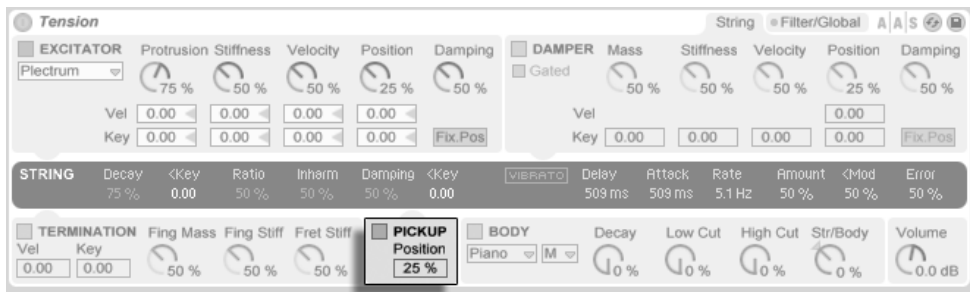 Tension String Filter/Global A A S
EXCITATOR Protrusion Stiffness Velocity Position Damping
Plectrum 75 % 50 % 50 % 25 % 50 %
Vel 0.00 0.00 0.00 0.00
Key 0.00 0.00 0.00 0.00 Fix.Pos
DAMPER Mass Stiffness Velocity Position Damping
Gated 50 % 50 % 50 % 25 % 50 %
Vel 0.00
Key 0.00 0.00 0.00 0.00 Fix.Pos
STRING Decay <Key Ratio Inharm Damping <Key VIBRATO Delay Attack Rate Amount <Mod Error
75 % 0.00 50 % 50 % 50 % 0.00 509 ms 509 ms 5.1 Hz 50 % 50 % 50 %
TERMINATION Fing Mass Fing Stiff Fret Stiff
Vel Key
0.00 0.00 50 % 50 % 50 %
PICKUP
Position
25 %
BODY Decay Low Cut High Cut Str/Body Volume
Piano M 0 % 0 % 0 % 0 % 0.0 dB